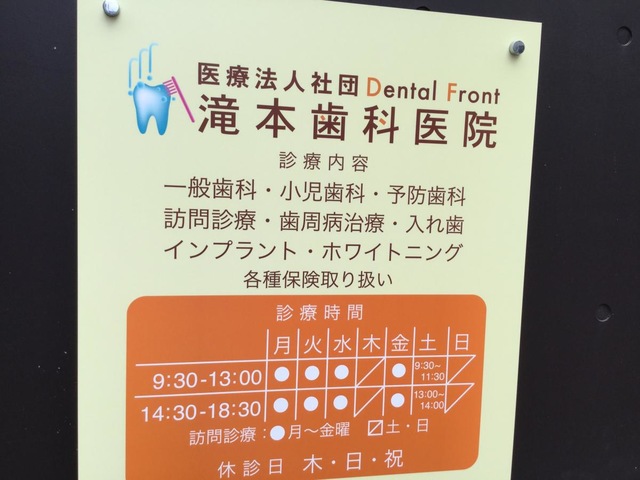 医療法人社団 Dental Front
滝本歯科医院
診療内容
一般歯科・小児歯科・予防歯科
訪問診療・歯周病治療・入れ歯
インプラント・ホワイトニング
各種保険取り扱い
診療時間
月 火 水 木 金 土 日
9:30-13:00 ● ● ● ／ ● 9:30~11:30 ／
14:30-18:30 ● ● ● ／ ● 13:00~14:00 ／
訪問診療：●月〜金曜 〼土・日
休診日 木・日・祝